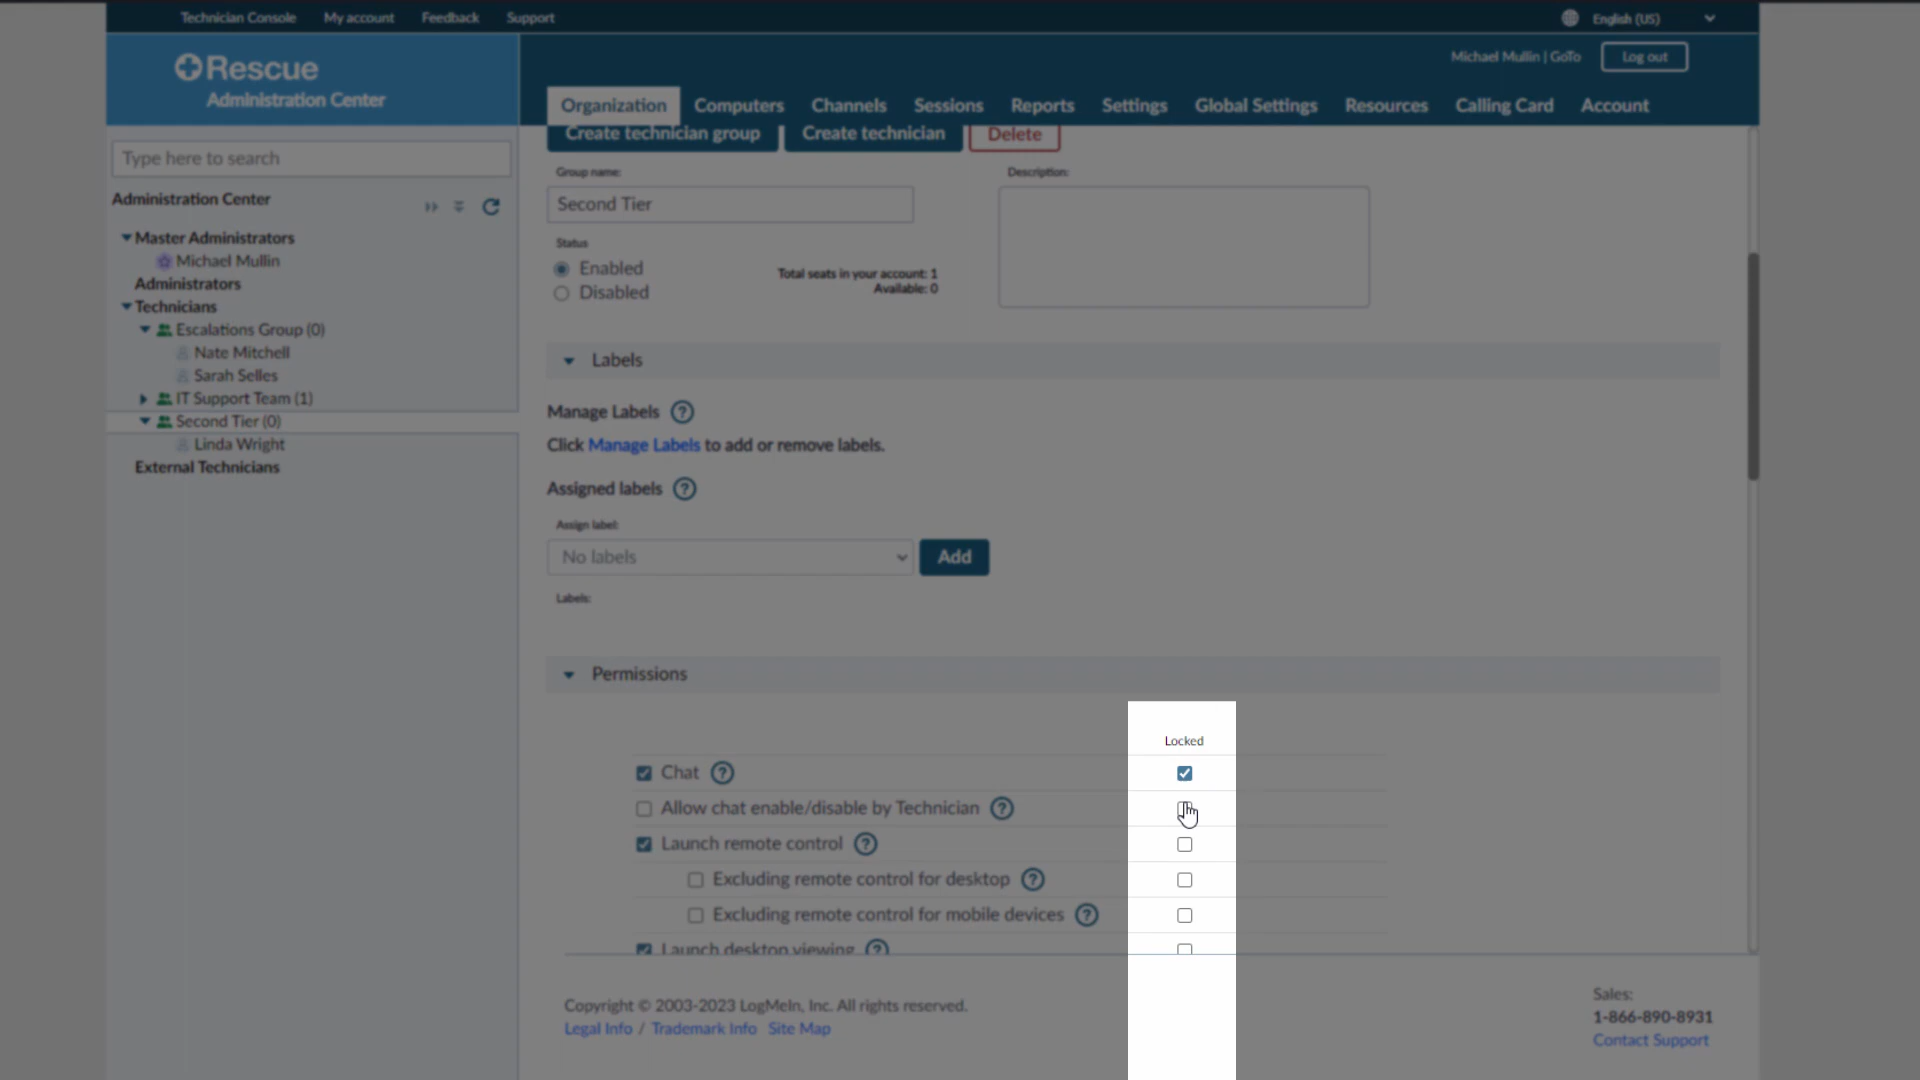 Technician Console My account Feedback Support English (US)
Rescue
Administration Center
Michael Mullin | GoTo Log out
Organization Computers Channels Sessions Reports Settings Global Settings Resources Calling Card Account
Create technician group Create technician Delete
Type here to search
Administration Center
Master Administrators
Michael Mullin
Administrators
Technicians
Escalations Group (0)
Nate Mitchell
Sarah Selles
IT Support Team (1)
Second Tier (0)
Linda Wright
External Technicians
Group name:
Second Tier
Description:
Status
Enabled
Disabled
Total seats in your account: 1
Available: 0
Labels
Manage Labels ?
Click Manage Labels to add or remove labels.
Assigned labels ?
Assign label:
No labels Add
Labels:
Permissions
Locked
Chat ?
Allow chat enable/disable by Technician ?
Launch remote control ?
Excluding remote control for desktop ?
Excluding remote control for mobile devices ?
Launch desktop viewing ?
Copyright © 2003-2023 LogMeIn, Inc. All rights reserved.
Legal Info / Trademark Info Site Map
Sales:
1-866-890-8931
Contact Support